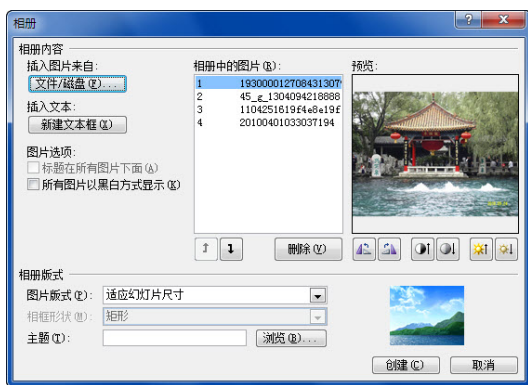 相册
相册内容
插入图片来自:
文件/磁盘(F)...
插入文本:
新建文本框(X)
图片选项:
标题在所有图片下面(A)
所有图片以黑白方式显示(K)
相册中的图片(R):
1 193000012708431307
2 45_g_1304094218888
3 1104251619f4e8e19f
4 20100401033037194
删除(V)
预览:
相册版式
图片版式(P): 适应幻灯片尺寸
相框形状(M): 矩形
主题(T):
浏览(B)...
创建(C)
取消